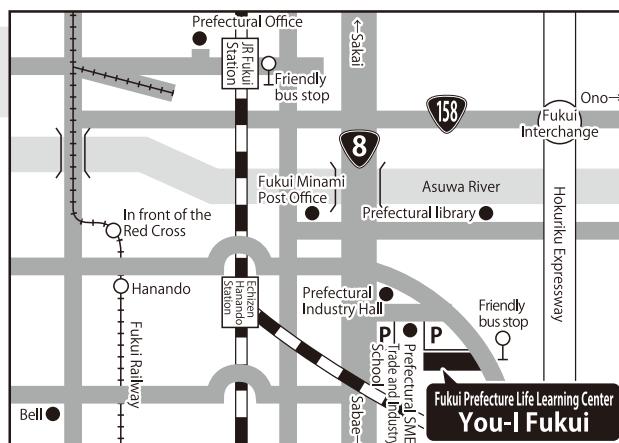 Prefectural Office
JR Fukui
Station
Friendly
bus stop
←Sakai
158
Ono→
Fukui
Interchange
8
Fukui Minami
Post Office
Asuwa River
Prefectural library
In front of the
Red Cross
Hokuriku Expressway
Echizen
Hanando
Station
Hanando
Prefectural
Industry Hall
Friendly
bus stop
Fukui Railway
P
P
Prefectural SME
Trade and Industry
School
Sabae→
Bell
Fukui Prefecture Life Learning Center
You-I Fukui